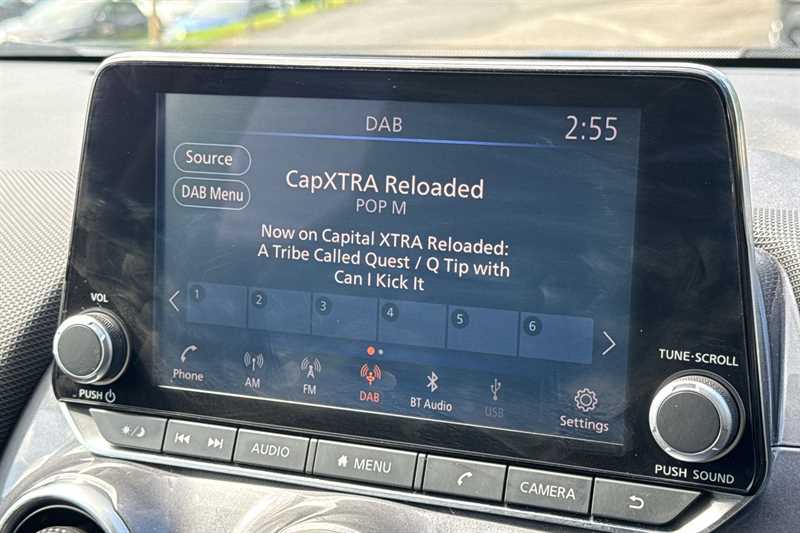 DAB
2:55
Source
DAB Menu
CapXTRA Reloaded
POP M
Now on Capital XTRA Reloaded:
A Tribe Called Quest / Q Tip with
Can I Kick It
1 2 3 4 5 6
Phone AM FM DAB BT Audio USB Settings
VOL
PUSH
TUNE·SCROLL
PUSH SOUND
AUDIO
MENU
CAMERA